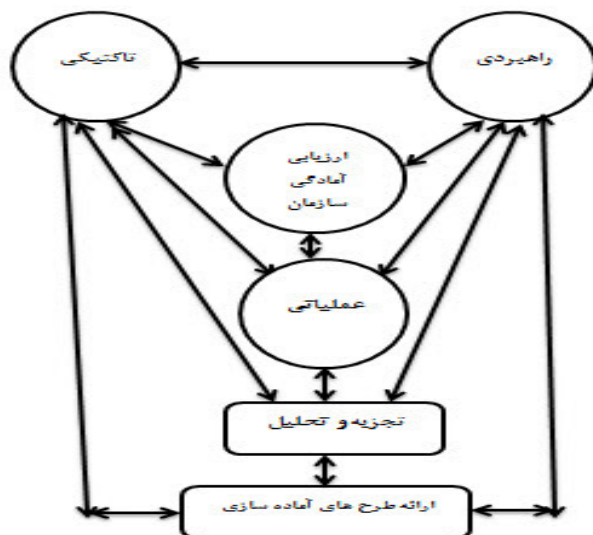 راهبردی
تاکتیکی
ارزیابی
آمادگی
سازمان
عملیاتی
تجزیه و تحلیل
ارائه طرح های آماده سازی